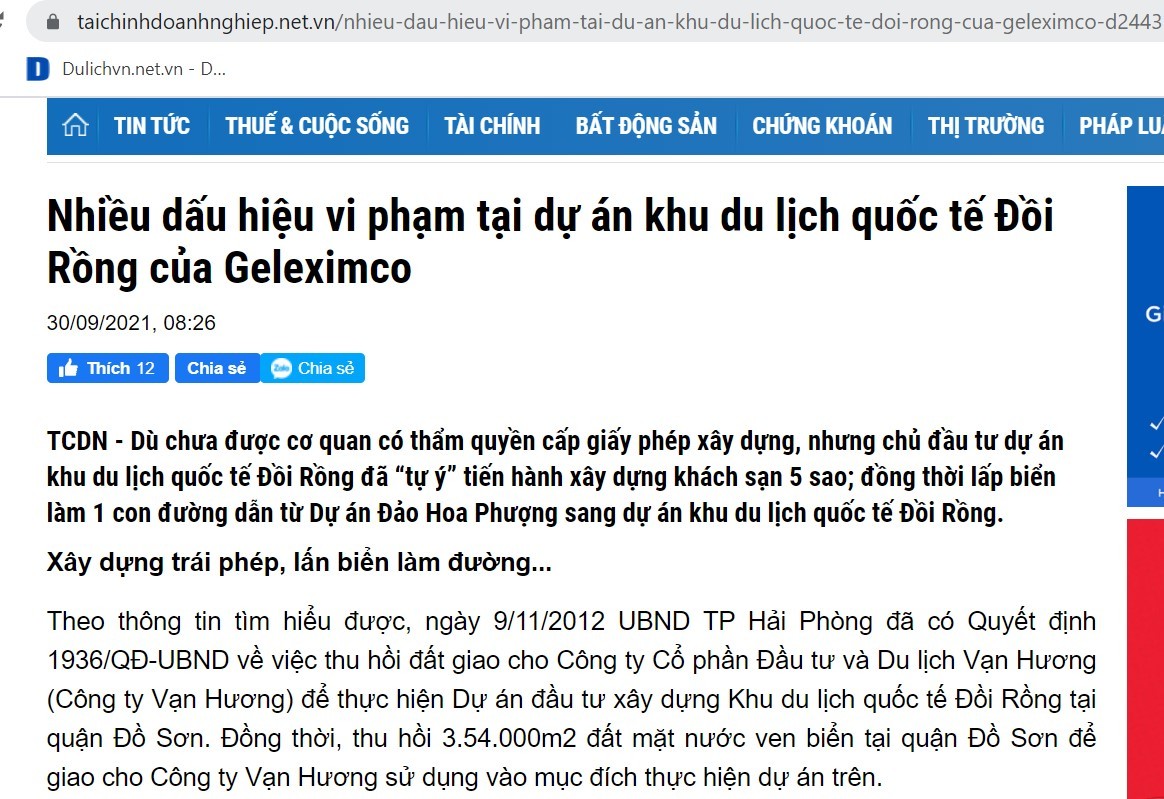 taichinhdoanhnghiep.net.vn/nhieu-dau-hieu-vi-pham-tai-du-an-khu-du-lich-quoc-te-doi-rong-cua-geleximco-d2443
D Dulichvn.net.vn - D...
TIN TỨC THUẾ & CUỘC SỐNG TÀI CHÍNH BẤT ĐỘNG SẢN CHỨNG KHOÁN THỊ TRƯỜNG PHÁP LU
Nhiều dấu hiệu vi phạm tại dự án khu du lịch quốc tế Đồi
Rồng của Geleximco
30/09/2021, 08:26
Thích 12 Chia sẻ Zalo Chia sẻ
G
TCDN - Dù chưa được cơ quan có thẩm quyền cấp giấy phép xây dựng, nhưng chủ đầu tư dự án
khu du lịch quốc tế Đồi Rồng đã “tự ý” tiến hành xây dựng khách sạn 5 sao; đồng thời lấp biển
làm 1 con đường dẫn từ Dự án Đảo Hoa Phượng sang dự án khu du lịch quốc tế Đồi Rồng.
Xây dựng trái phép, lấn biển làm đường...
Theo thông tin tìm hiểu được, ngày 9/11/2012 UBND TP Hải Phòng đã có Quyết định
1936/QĐ-UBND về việc thu hồi đất giao cho Công ty Cổ phần Đầu tư và Du lịch Vạn Hương
(Công ty Vạn Hương) để thực hiện Dự án đầu tư xây dựng Khu du lịch quốc tế Đồi Rồng tại
quận Đồ Sơn. Đồng thời, thu hồi 3.54.000m2 đất mặt nước ven biển tại quận Đồ Sơn để
giao cho Công ty Vạn Hương sử dụng vào mục đích thực hiện dự án trên.